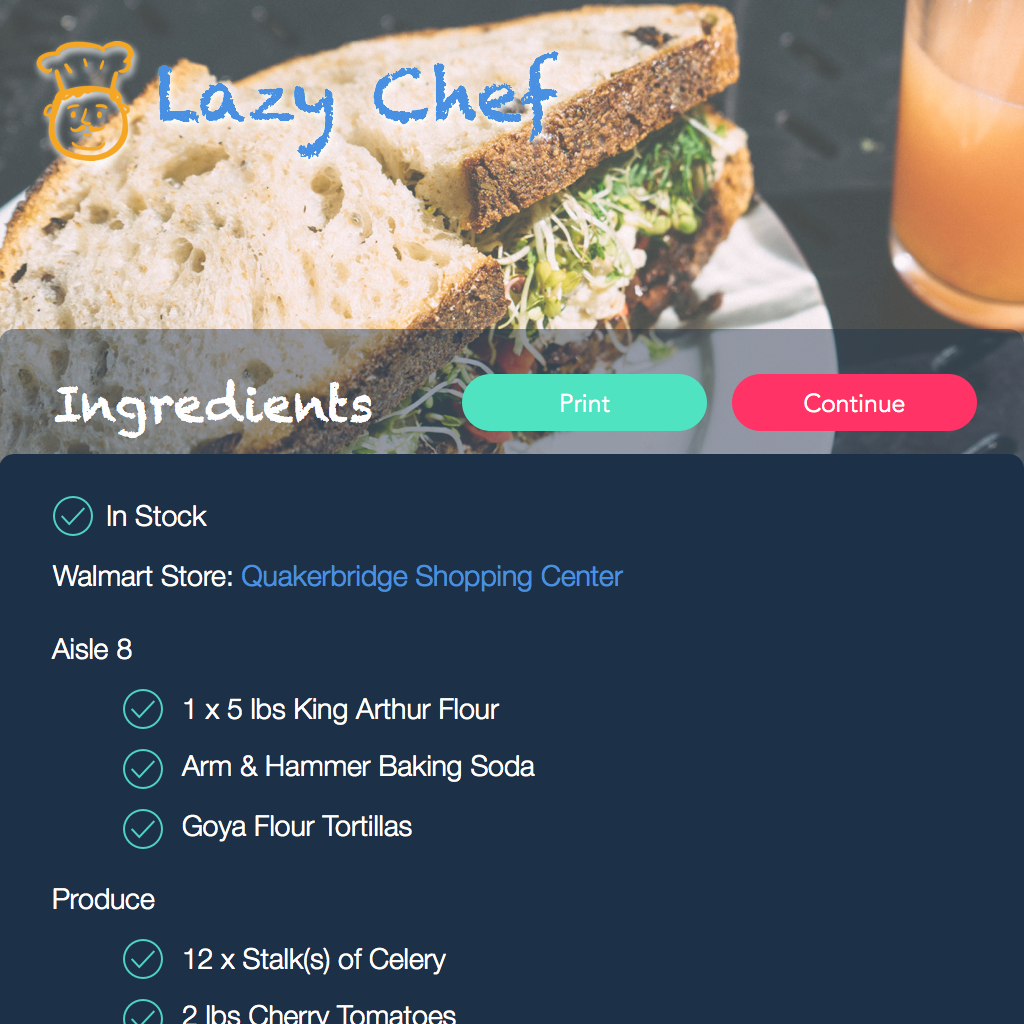 Lazy Chef
Ingredients
Print
Continue
In Stock
Walmart Store: Quakerbridge Shopping Center
Aisle 8
1 x 5 lbs King Arthur Flour
Arm & Hammer Baking Soda
Goya Flour Tortillas
Produce
12 x Stalk(s) of Celery
2 lbs Cherry Tomatoes